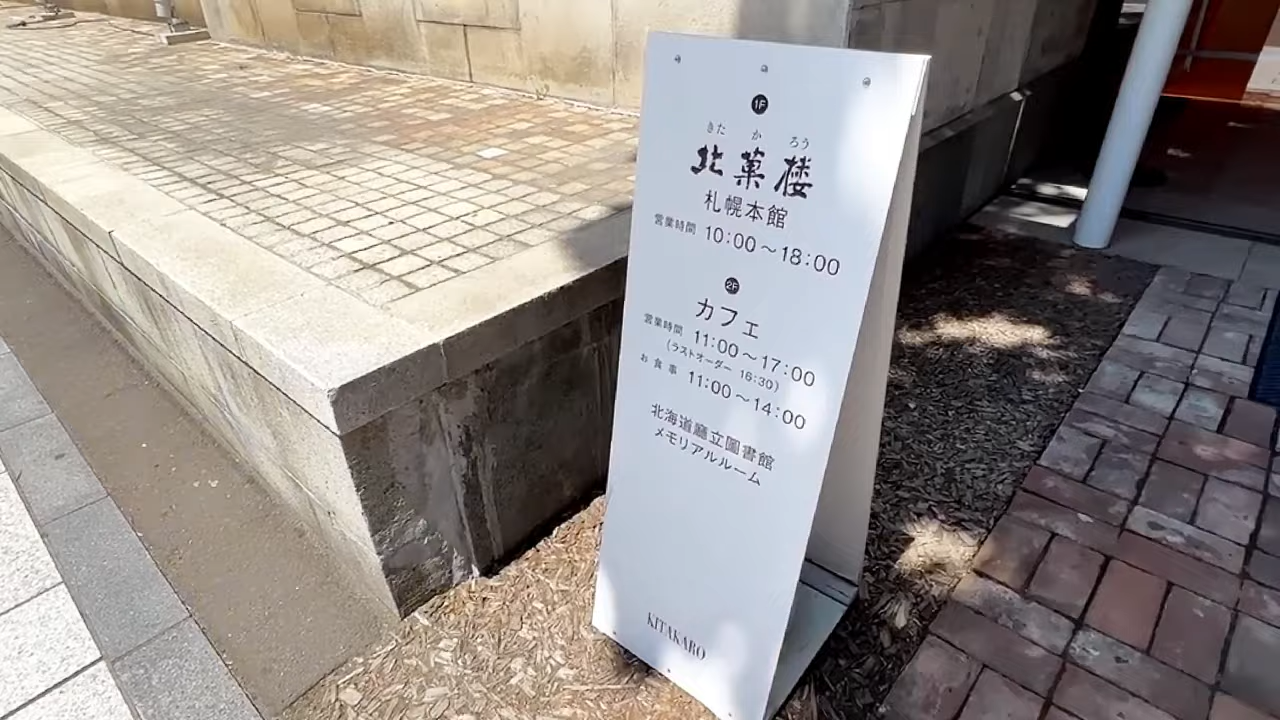 1F
きた か ろう
北菓楼
札幌本館
営業時間 10:00〜18:00
2F
カフェ
営業時間 11:00〜17:00
(ラストオーダー 16:30)
お食事 11:00〜14:00
北海道廳立圖書館
メモリアルルーム
KITAKARO